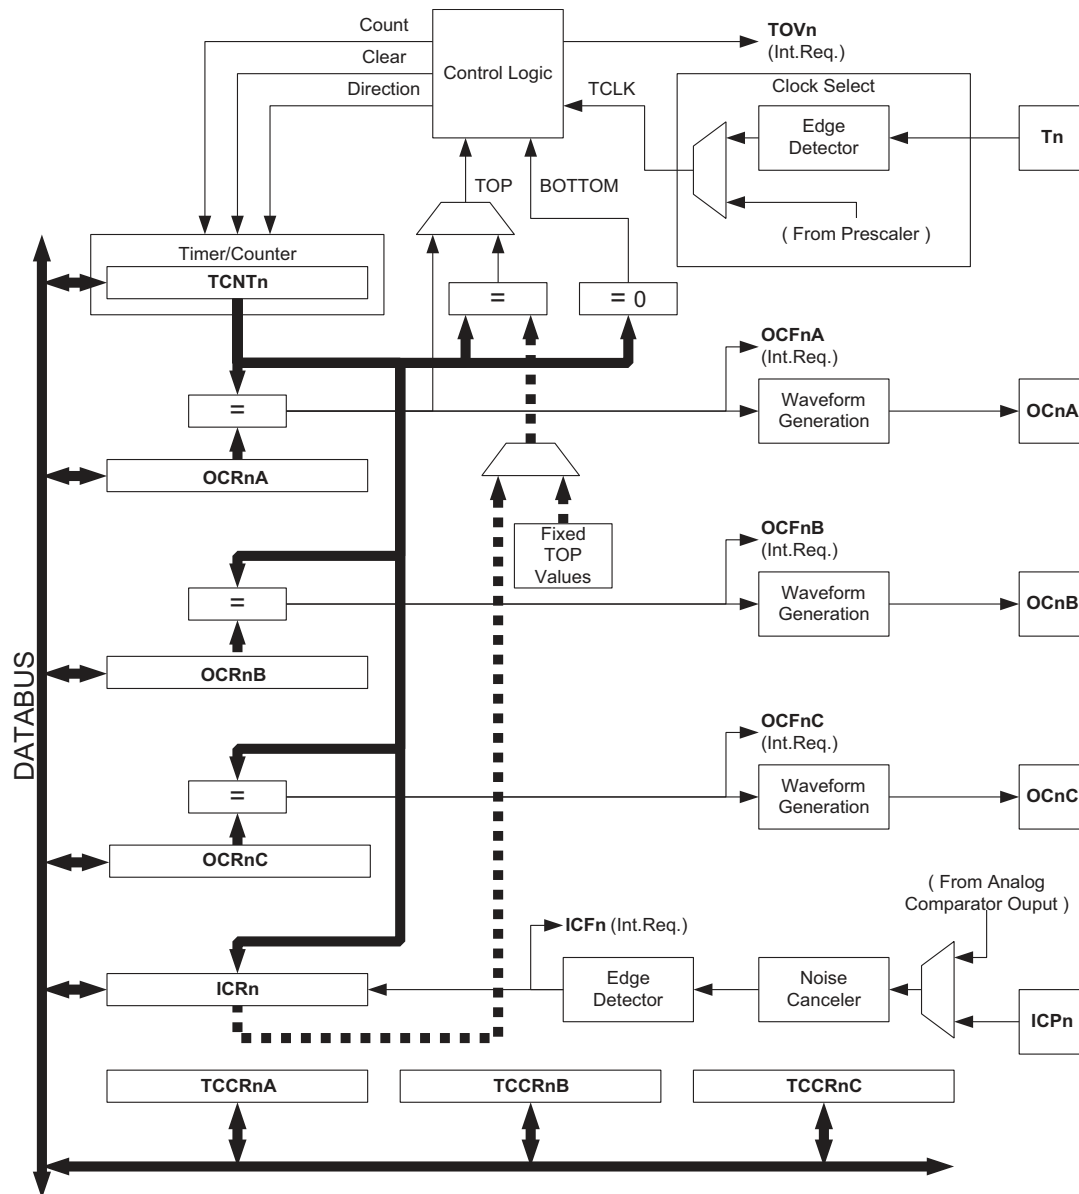 Count
Clear
Direction
Control Logic
TOVn
(Int.Req.)
TCLK
Clock Select
Edge
Detector
Tn
( From Prescaler )
TOP
BOTTOM
Timer/Counter
TCNTn
=
= 0
=
OCRnA
OCFnA
(Int.Req.)
Waveform
Generation
OCnA
Fixed
TOP
Values
=
OCRnB
OCFnB
(Int.Req.)
Waveform
Generation
OCnB
DATABUS
=
OCRnC
OCFnC
(Int.Req.)
Waveform
Generation
OCnC
( From Analog
Comparator Ouput )
ICFn (Int.Req.)
ICRn
Edge
Detector
Noise
Canceler
ICPn
TCCRnA
TCCRnB
TCCRnC